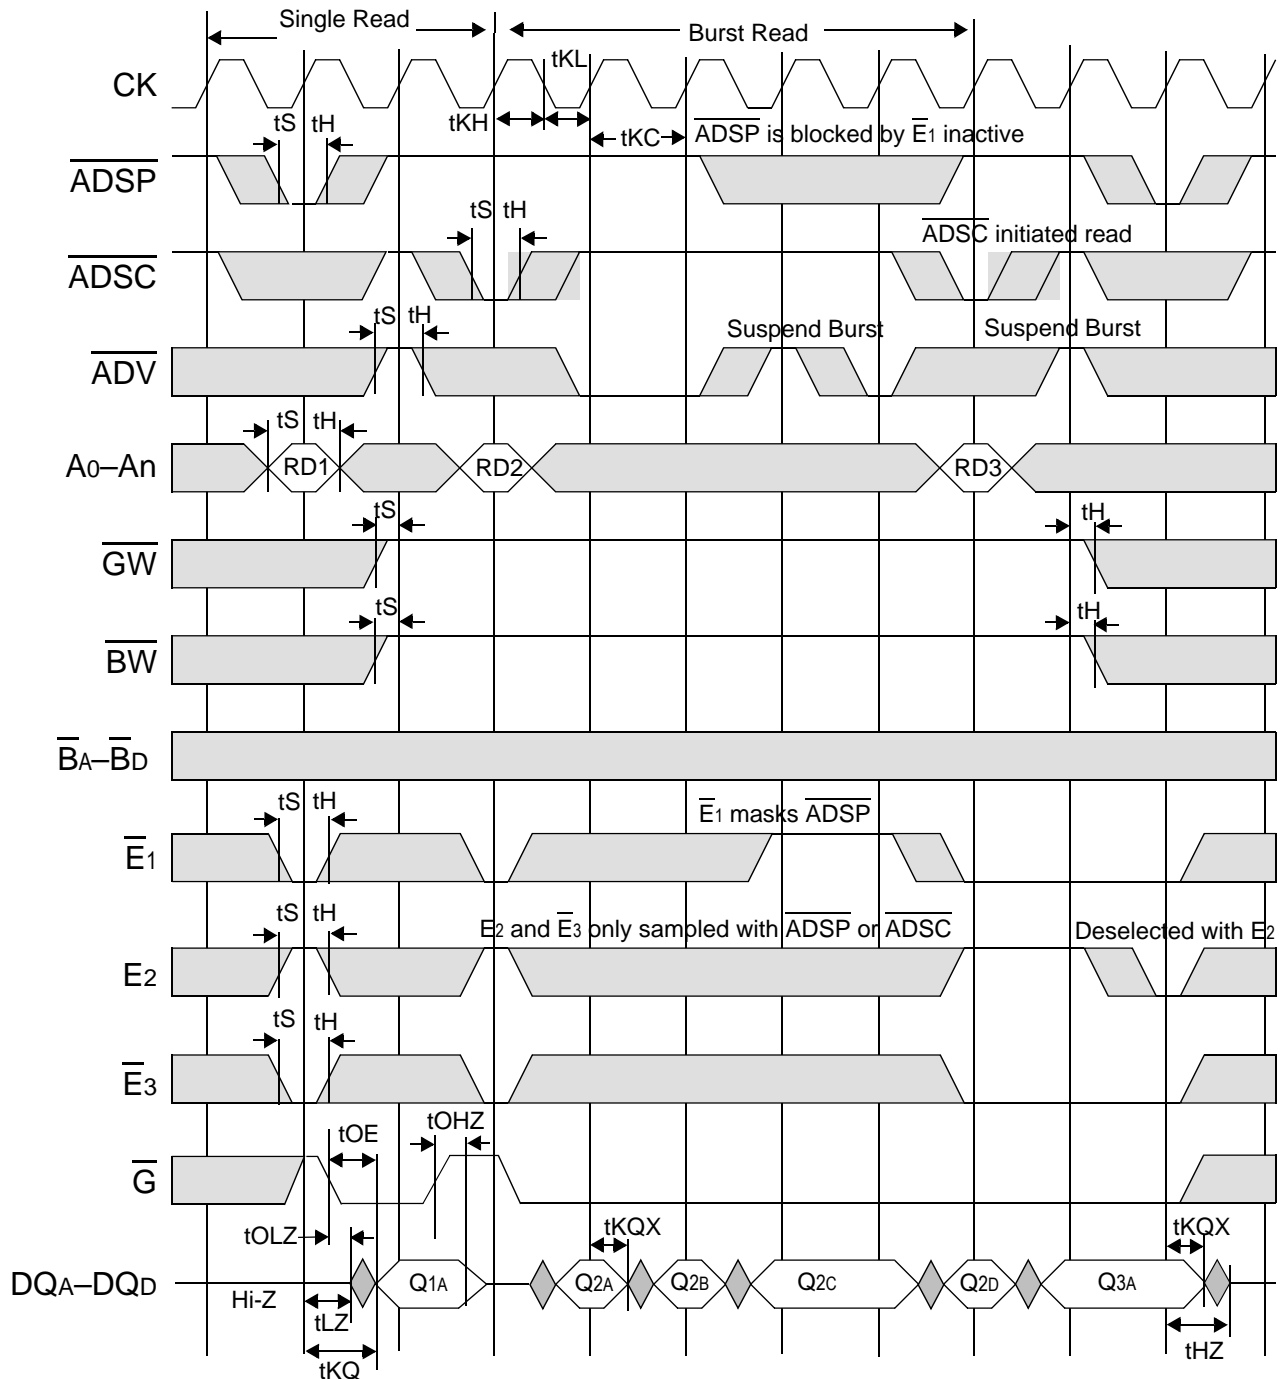 Single Read
Burst Read
CK
tKL
tKH
tKC
ADSP is blocked by E1 inactive
tS tH
ADSP
tS tH
ADSC initiated read
ADSC
tS tH
Suspend Burst
Suspend Burst
ADV
tS tH
A0–An
RD1
RD2
RD3
tS
tH
GW
tS
tH
BW
BA–BD
tS tH
E1 masks ADSP
E1
tS tH
E2 and E3 only sampled with ADSP or ADSC
Deselected with E2
E2
tS tH
E3
tOHZ
tOE
G
tOLZ
tKQX
tKQX
DQA–DQD
Q1A
Q2A
Q2B
Q2C
Q2D
Q3A
Hi-Z
tLZ
tHZ
tKQ